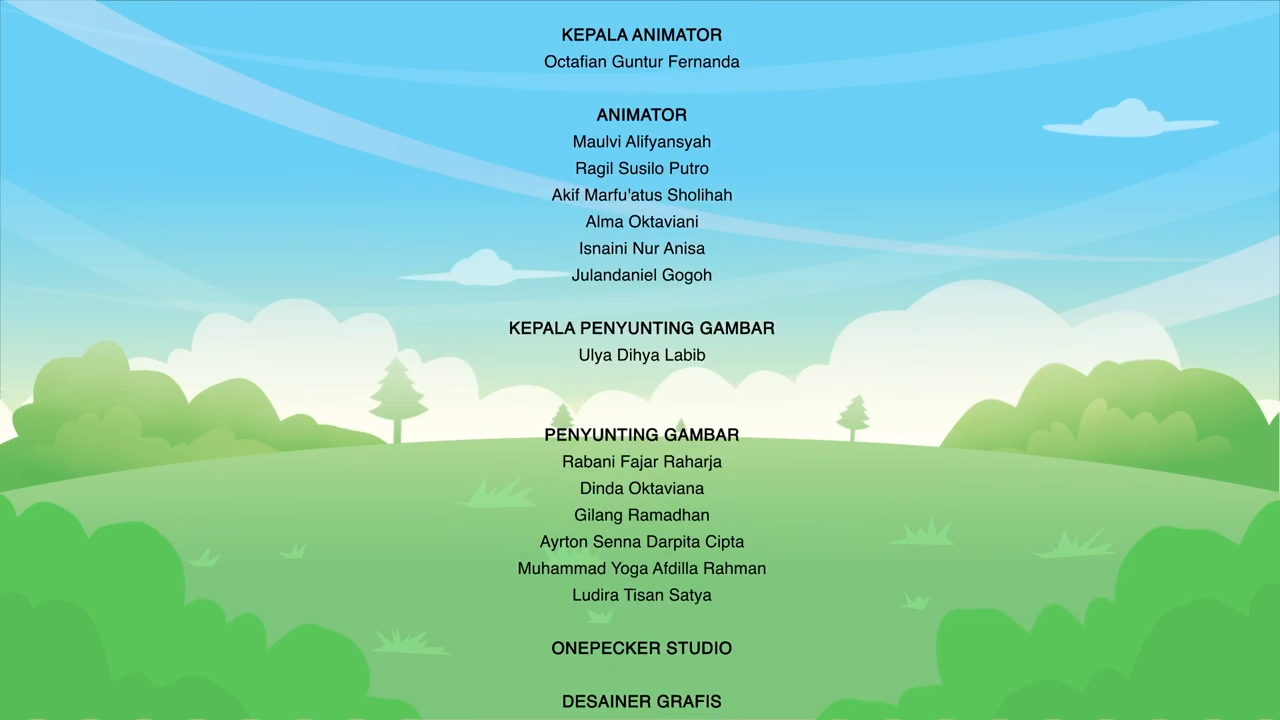 KEPALA ANIMATOR
Octafian Guntur Fernanda
ANIMATOR
Maulvi Alifyansyah
Ragil Susilo Putro
Akif Marfu'atus Sholihah
Alma Oktaviani
Isnaini Nur Anisa
Julandaniel Gogoh
KEPALA PENYUNTING GAMBAR
Ulya Dihya Labib
PENYUNTING GAMBAR
Rabani Fajar Raharja
Dinda Oktaviana
Gilang Ramadhan
Ayrton Senna Darpita Cipta
Muhammad Yoga Afdilla Rahman
Ludira Tisan Satya
ONEPECKER STUDIO
DESAINER GRAFIS